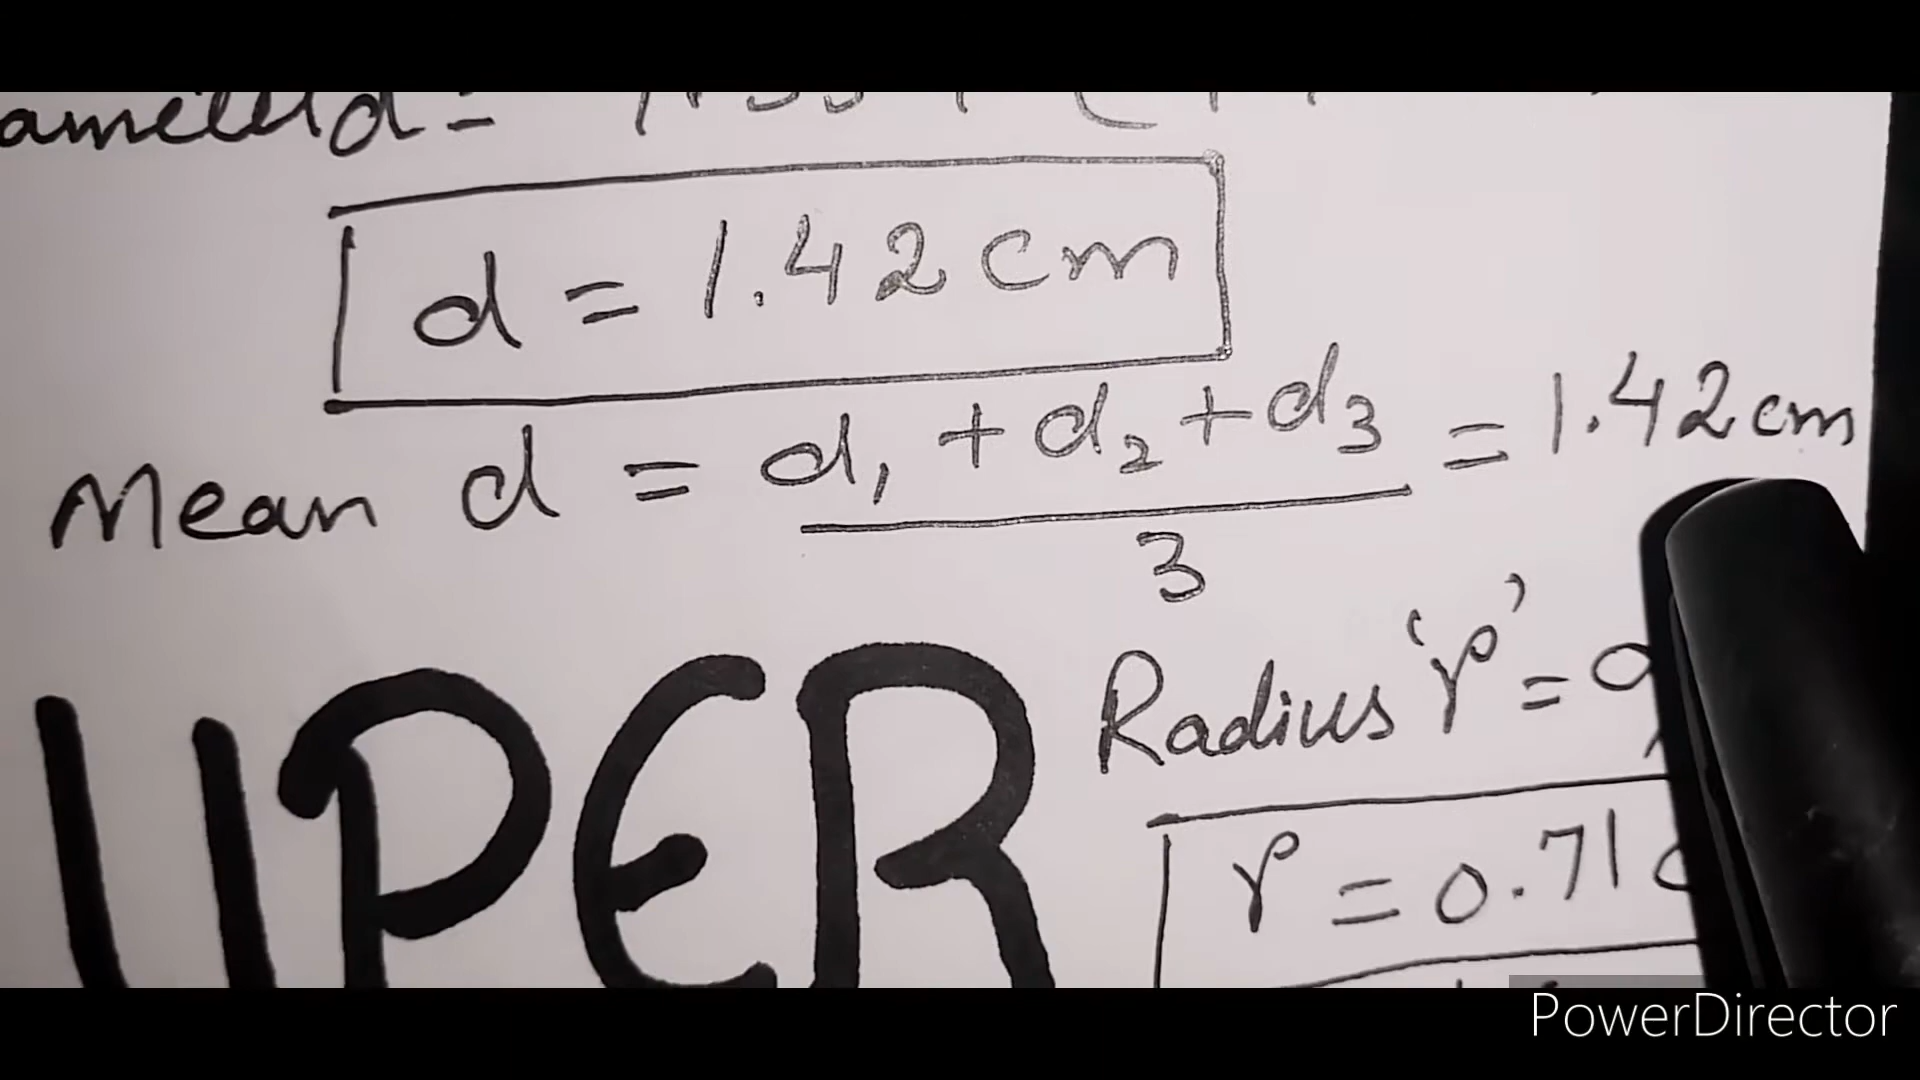 d =
d = 1.42 cm
Mean d = d₁ + d₂ + d₃ / 3 = 1.42 cm
Radius 'r' =
r = 0.71
UPER
PowerDirector